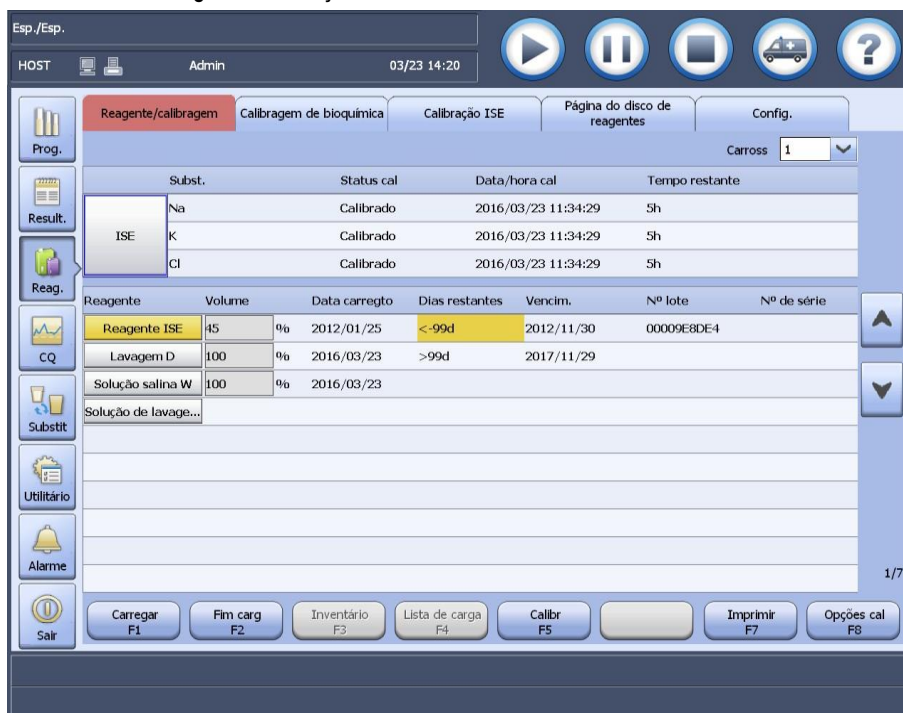 Esp./Esp.
HOST Admin 03/23 14:20
?
Reagente/calibragem Calibragem de bioquímica Calibração ISE Página do disco de reagentes Config.
Carross 1
Prog.
Result.
Reag.
CQ
Substit
Utilitário
Alarme
Sair
Subst. Status cal Data/hora cal Tempo restante
ISE
Na Calibrado 2016/03/23 11:34:29 5h
K Calibrado 2016/03/23 11:34:29 5h
Cl Calibrado 2016/03/23 11:34:29 5h
Reagente Volume Data carregto Dias restantes Vencim. Nº lote Nº de série
Reagente ISE 45 % 2012/01/25 <-99d 2012/11/30 00009E8DE4
Lavagem D 100 % 2016/03/23 >99d 2017/11/29
Solução salina W 100 % 2016/03/23
Solução de lavage...
1/7
Carregar F1
Fim carg F2
Inventário F3
Lista de carga F4
Calibr F5
Imprimir F7
Opções cal F8